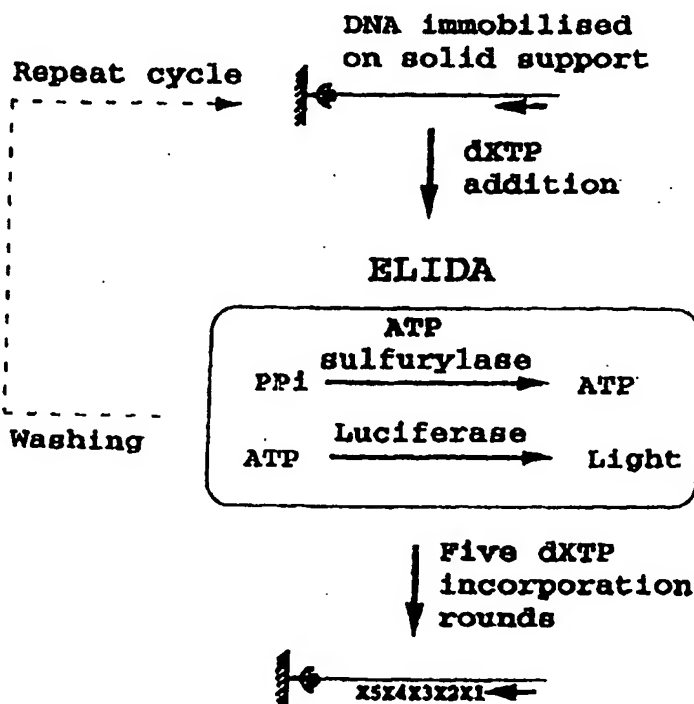 DNA immobilised
on solid support
Repeat cycle
dXTP
addition
ELIDA
ATP
sulfurylase
PPi
ATP
Washing
Luciferase
ATP
Light
Five dXTP
incorporation
rounds
X5X4X3X2X1